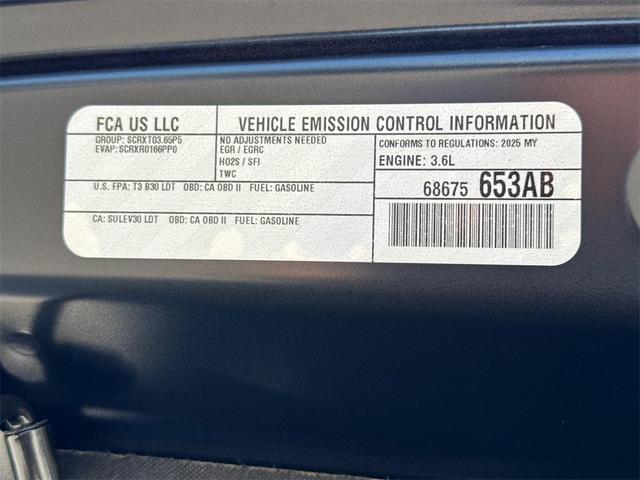 FCA US LLC
VEHICLE EMISSION CONTROL INFORMATION
GROUP: SCRXT03.65P5
EVAP: SCRXR0166PP0
NO ADJUSTMENTS NEEDED
EGR / EGRC
HO2S / SFI
TWC
CONFORMS TO REGULATIONS: 2025 MY
ENGINE: 3.6L
U.S. EPA: T3 B30 LDT OBD: CA OBD II FUEL: GASOLINE
68675 653AB
CA: SULEV30 LDT OBD: CA OBD II FUEL: GASOLINE